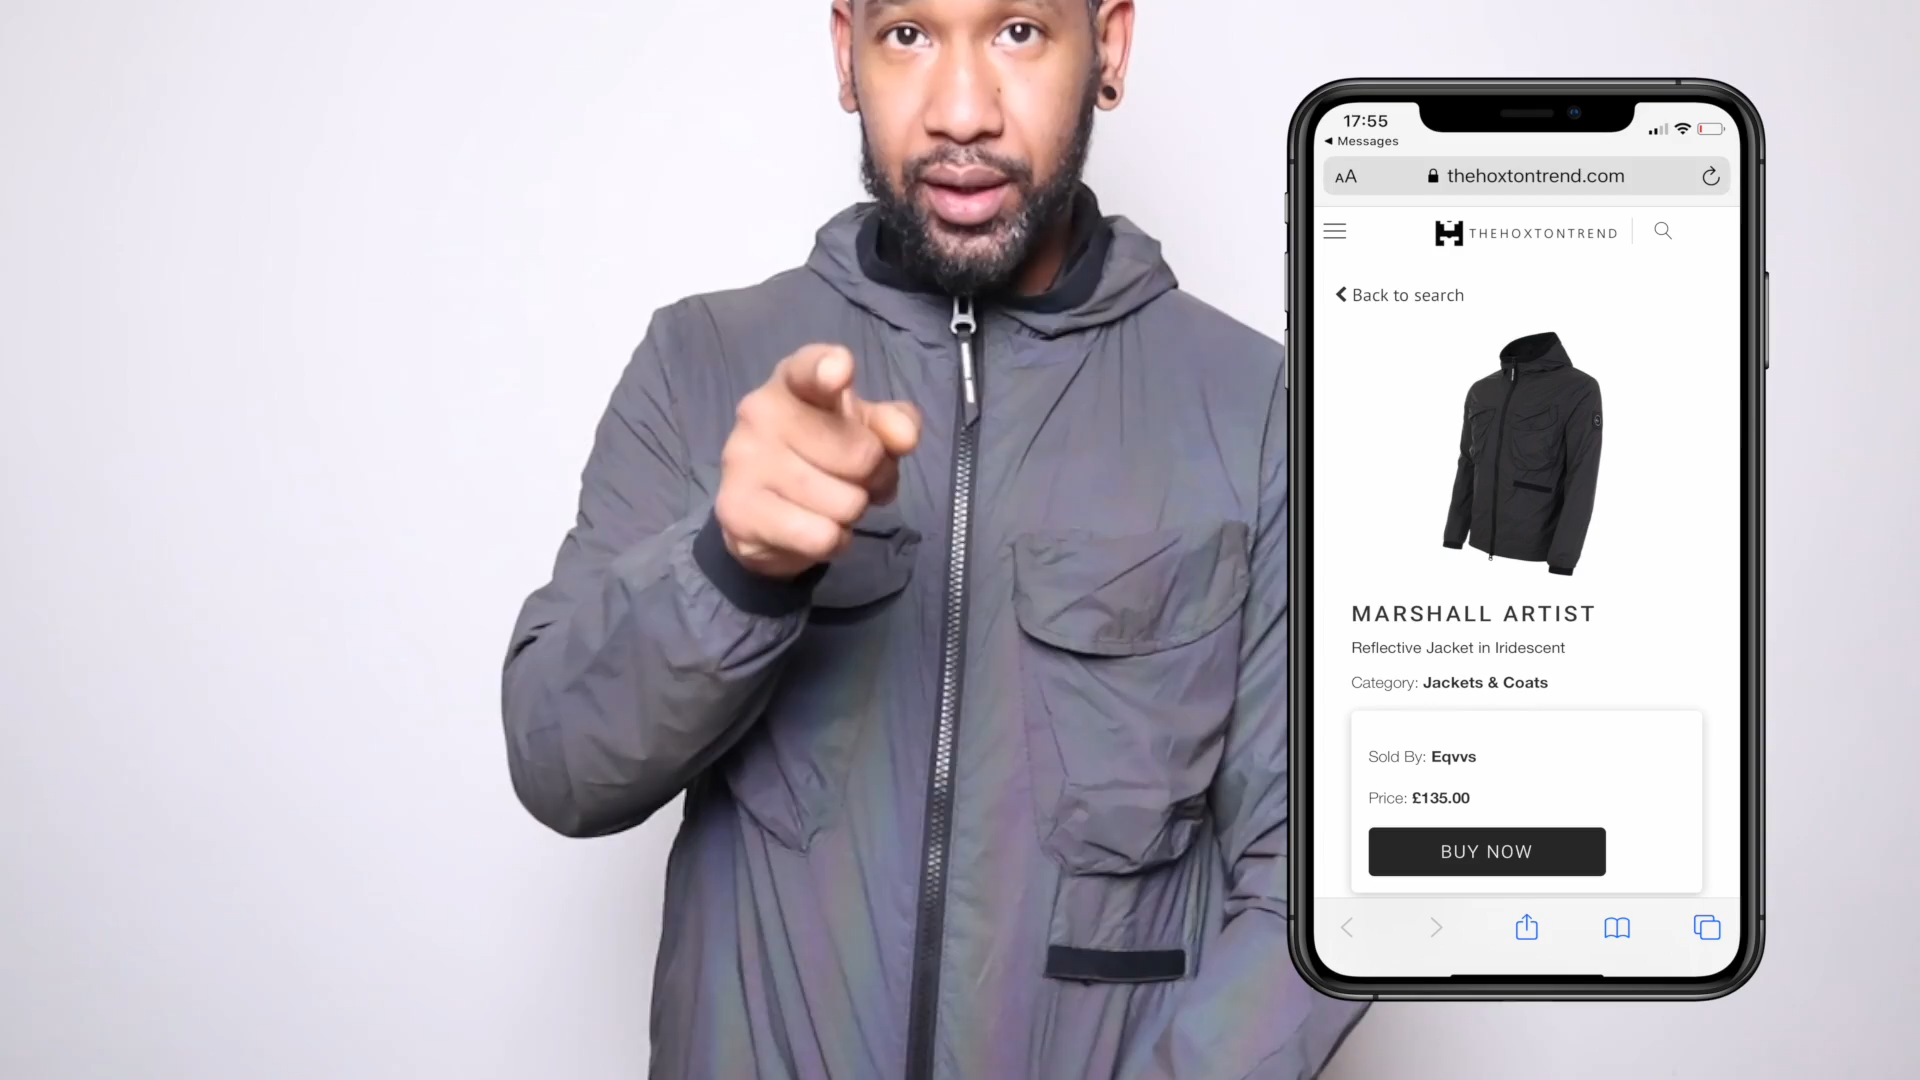 17:55
Messages
AA
thehoxtontrend.com
THEHOXTONTREND
Back to search
MARSHALL ARTIST
Reflective Jacket in Iridescent
Category: Jackets & Coats
Sold By: Eqvvs
Price: £135.00
BUY NOW